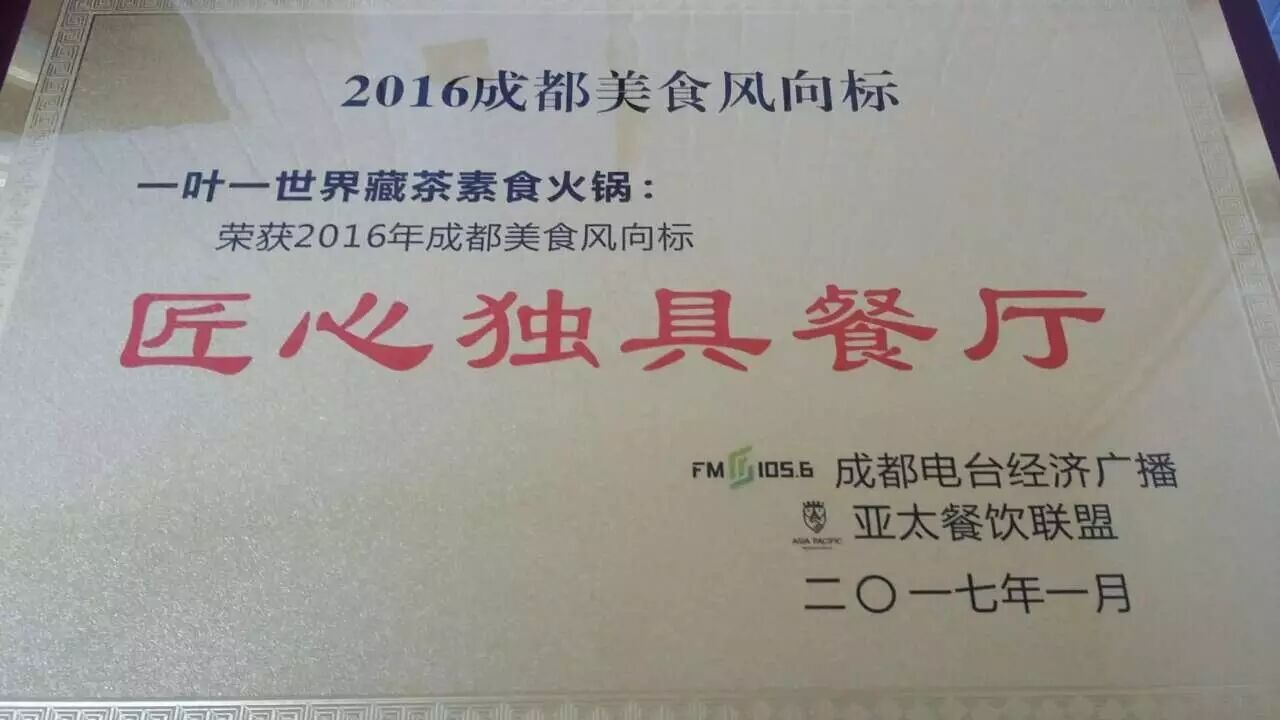 2016成都美食风向标
一叶一世界藏茶素食火锅：
荣获2016年成都美食风向标
匠心独具餐厅
FM 105.6 成都电台经济广播
ASIA PACIFIC 亚太餐饮联盟
二〇一七年一月